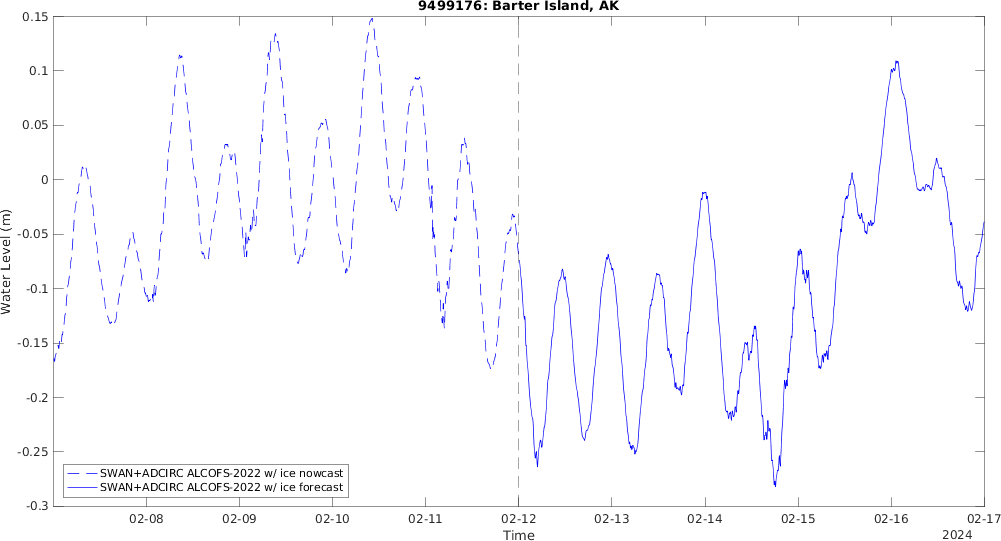 9499176: Barter Island, AK
0.15
0.1
0.05
0
-0.05
-0.1
-0.15
-0.2
-0.25
-0.3
Water Level (m)
SWAN+ADCIRC ALCOFS-2022 w/ ice nowcast
SWAN+ADCIRC ALCOFS-2022 w/ ice forecast
02-08 02-09 02-10 02-11 02-12 02-13 02-14 02-15 02-16 02-17
Time
2024